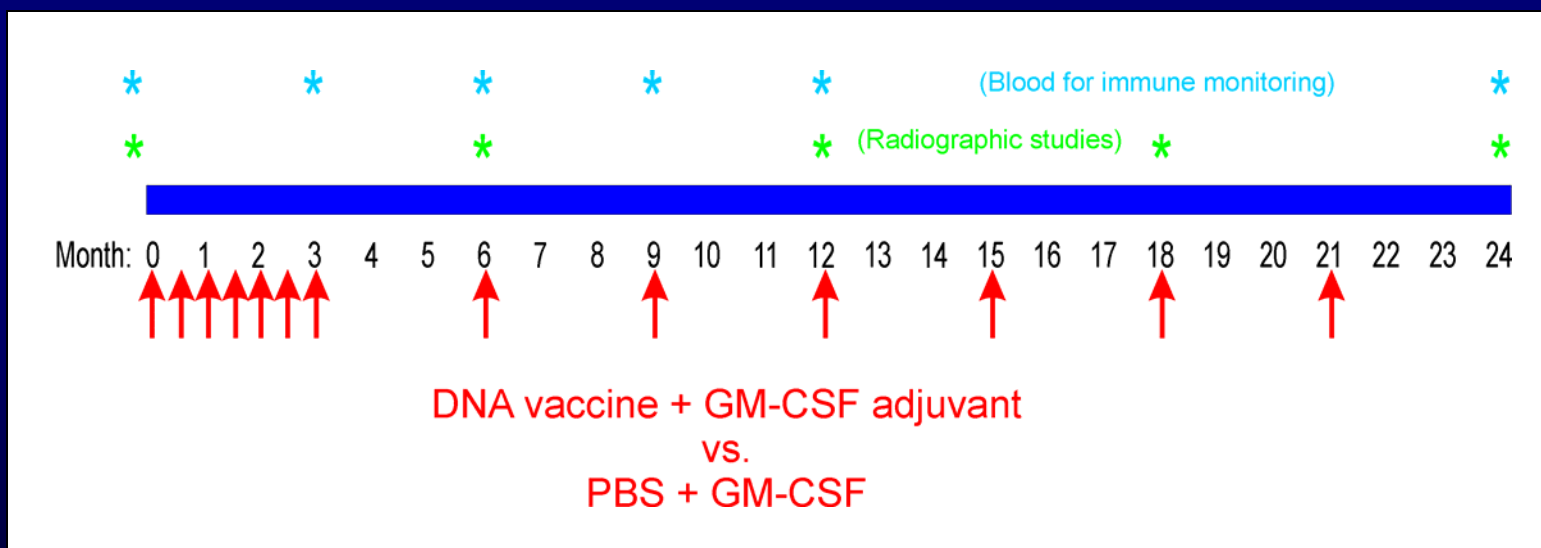 * * * * * (Blood for immune monitoring) *
* * * (Radiographic studies) * *
Month: 0 1 2 3 4 5 6 7 8 9 10 11 12 13 14 15 16 17 18 19 20 21 22 23 24
DNA vaccine + GM-CSF adjuvant
vs.
PBS + GM-CSF